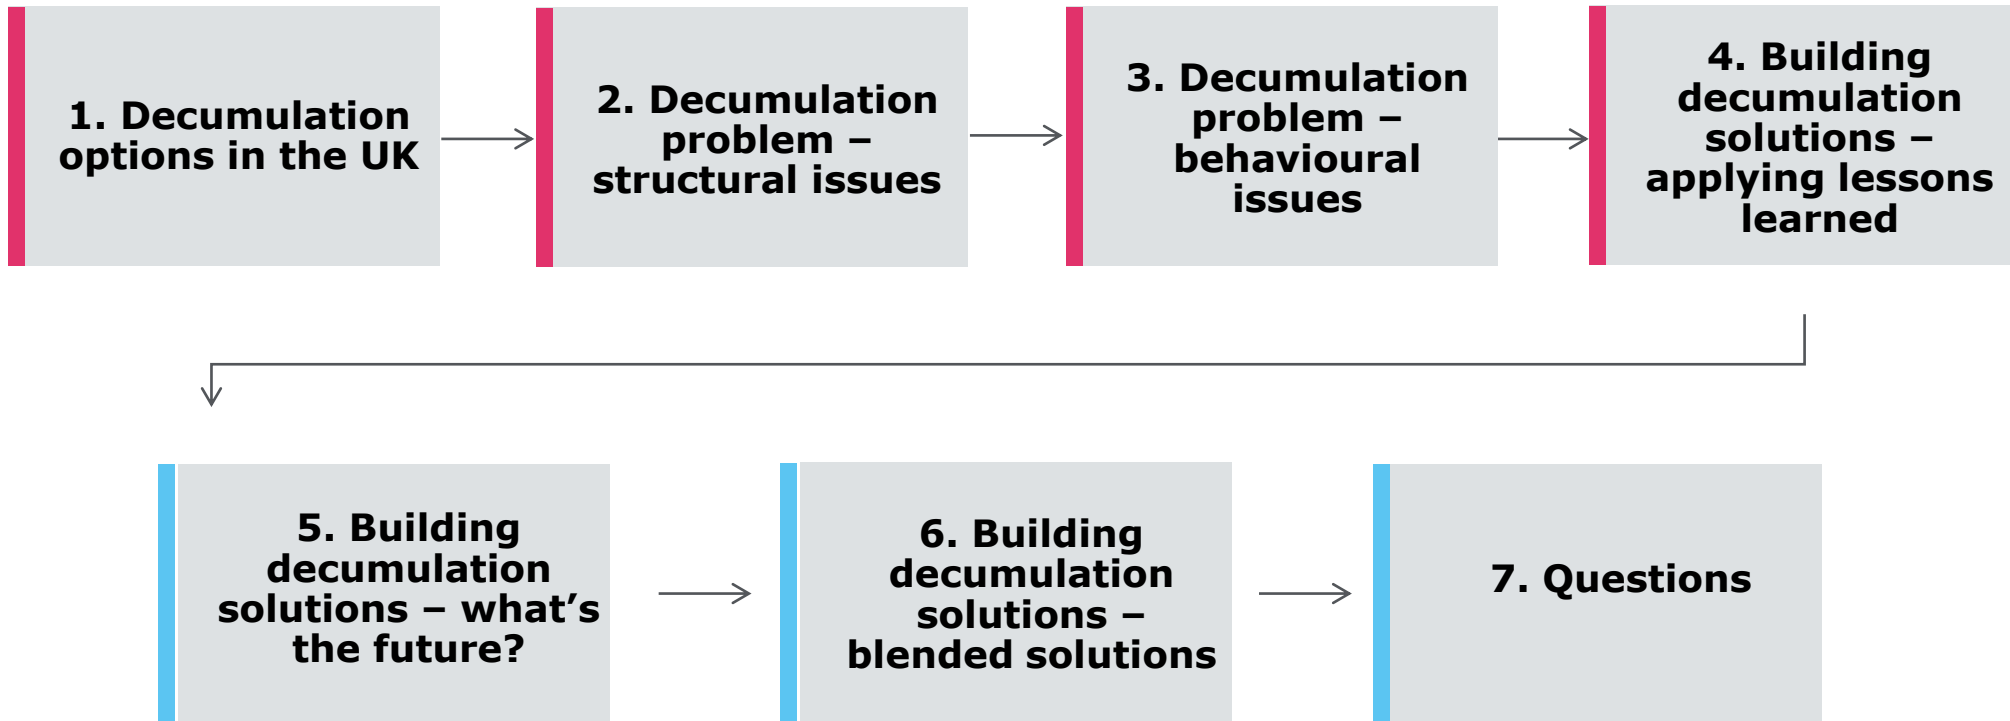 1. Decumulation
options in the UK
2. Decumulation
problem –
structural issues
3. Decumulation
problem –
behavioural
issues
4. Building
decumulation
solutions –
applying lessons
learned
5. Building
decumulation
solutions – what’s
the future?
6. Building
decumulation
solutions –
blended solutions
7. Questions